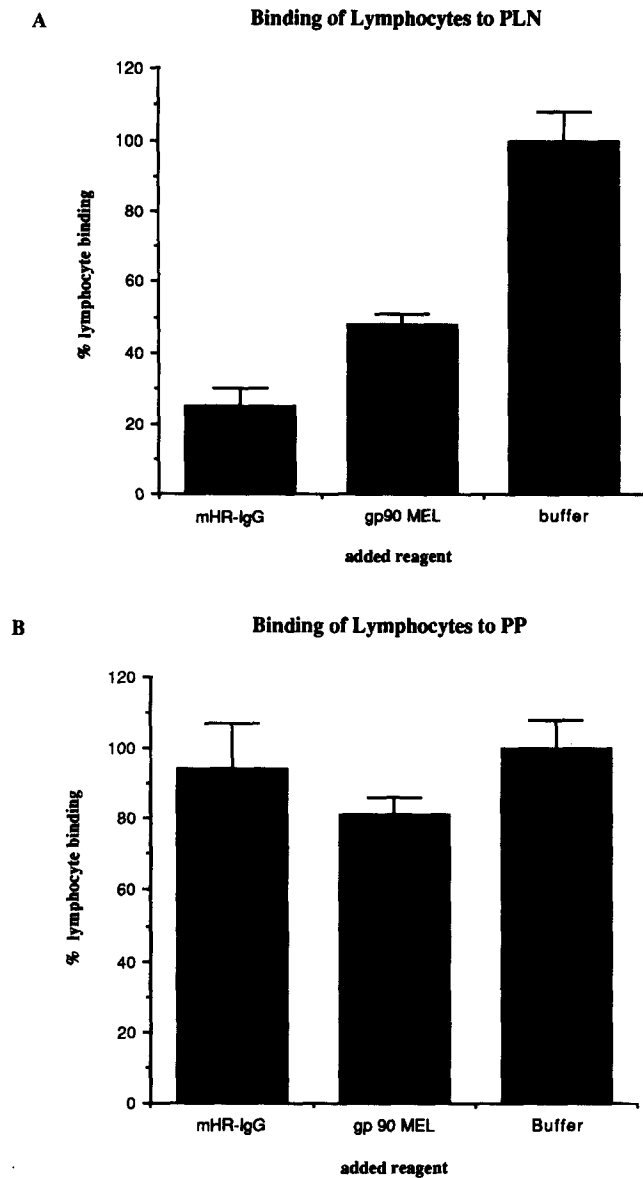 A
Binding of Lymphocytes to PLN
120
100
80
60
40
20
0
% lymphocyte binding
mHR-IgG gp90 MEL buffer
added reagent
B
Binding of Lymphocytes to PP
120
100
80
60
40
20
0
% lymphocyte binding
mHR-IgG gp 90 MEL Buffer
added reagent